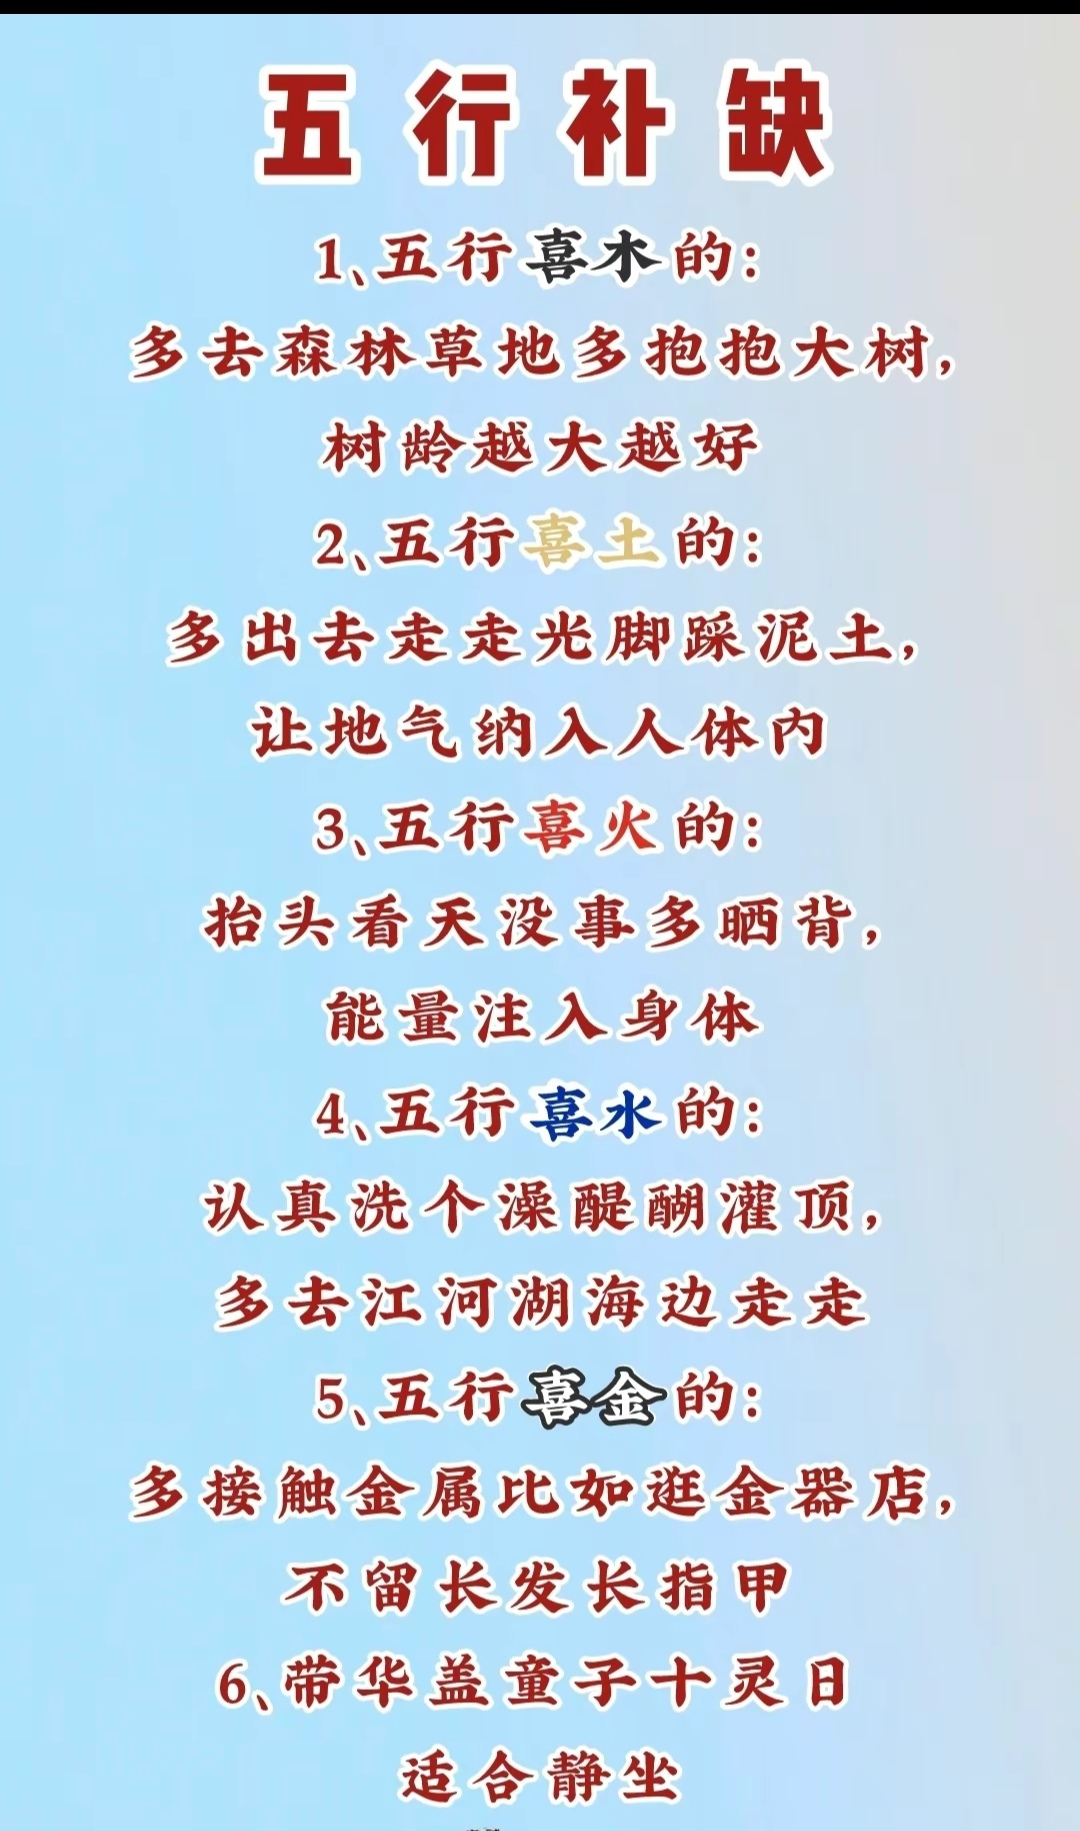 五行补缺
1、五行喜木的:
多去森林草地多抱抱大树,
树龄越大越好
2、五行喜土的:
多出去走走光脚踩泥土,
让地气纳入人体内
3、五行喜火的:
抬头看天没事多晒背,
能量注入身体
4、五行喜水的:
认真洗个澡醍醐灌顶,
多去江河湖海边走走
5、五行喜金的:
多接触金属比如逛金器店,
不留长发长指甲
6、带华盖童子十灵日
适合静坐